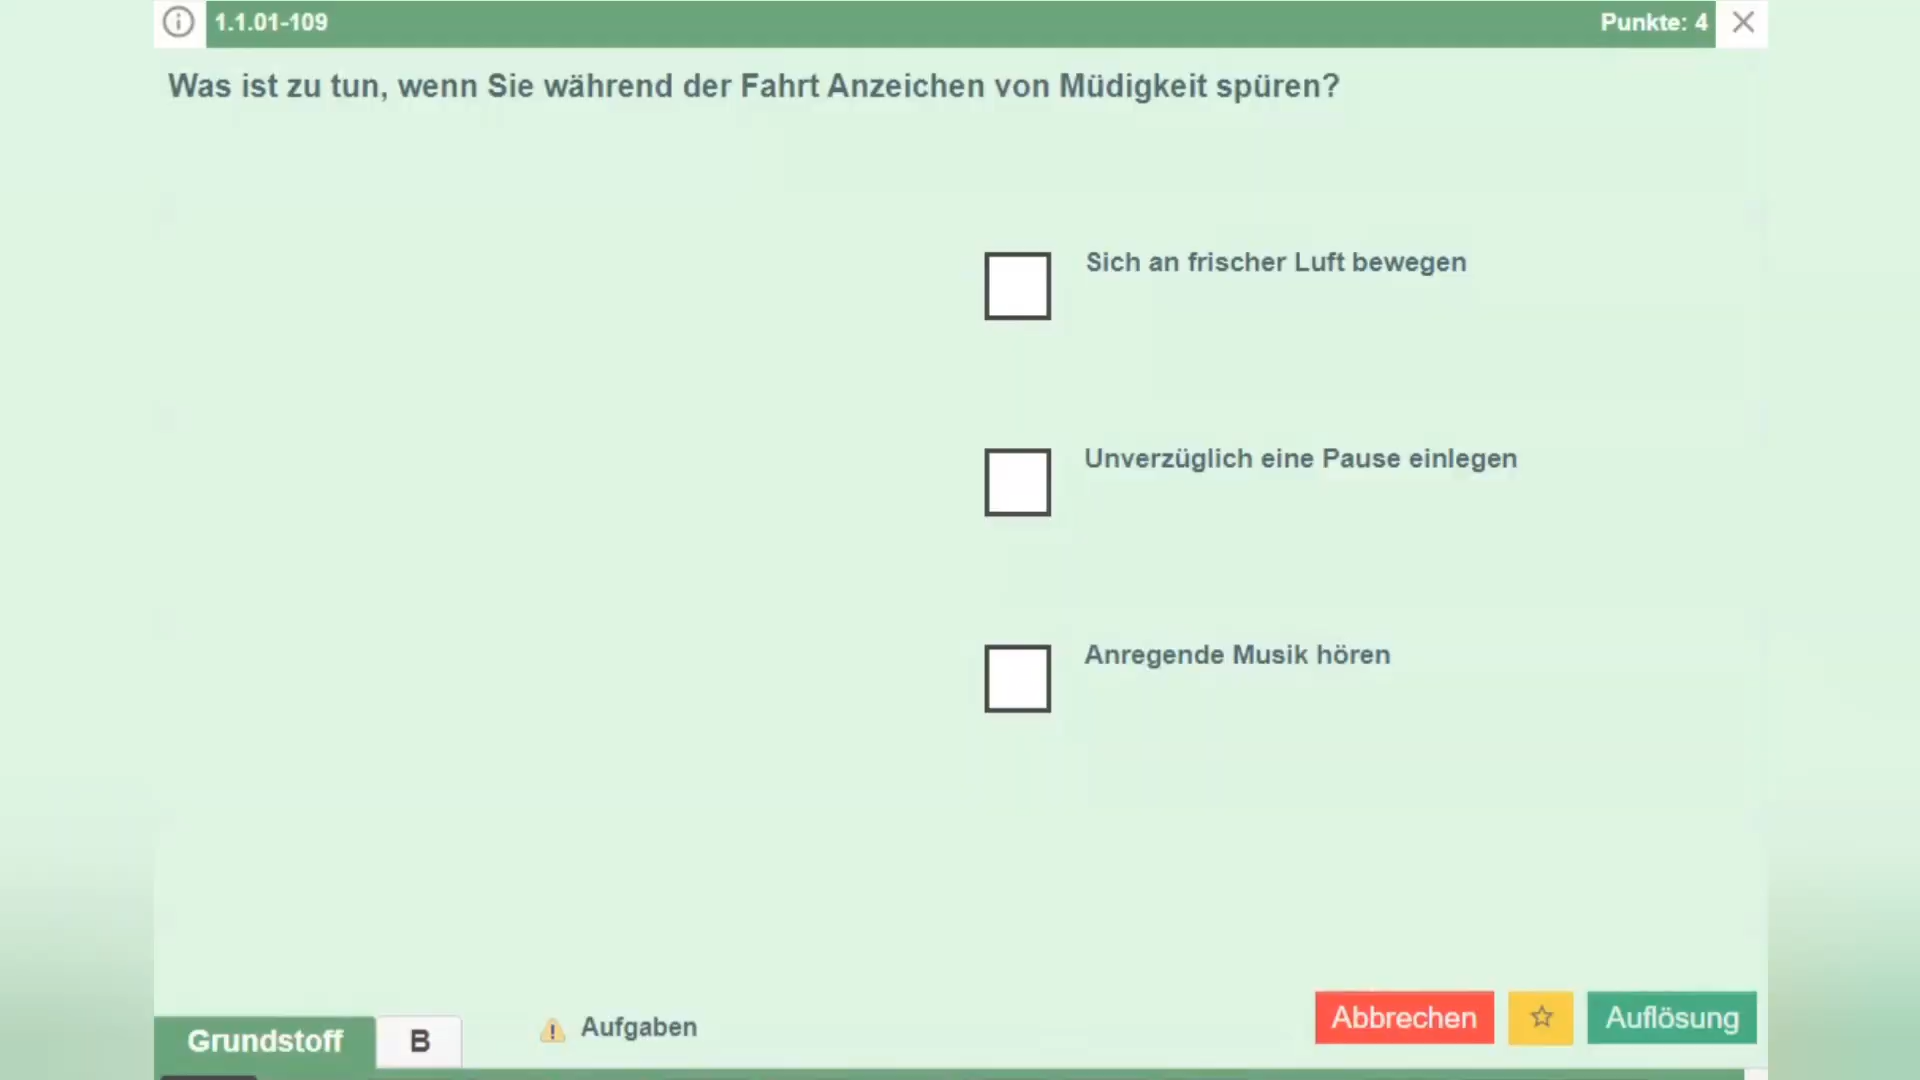 1.1.01-109
Punkte: 4
Was ist zu tun, wenn Sie während der Fahrt Anzeichen von Müdigkeit spüren?
Sich an frischer Luft bewegen
Unverzüglich eine Pause einlegen
Anregende Musik hören
Abbrechen
Auflösung
Grundstoff
B
Aufgaben